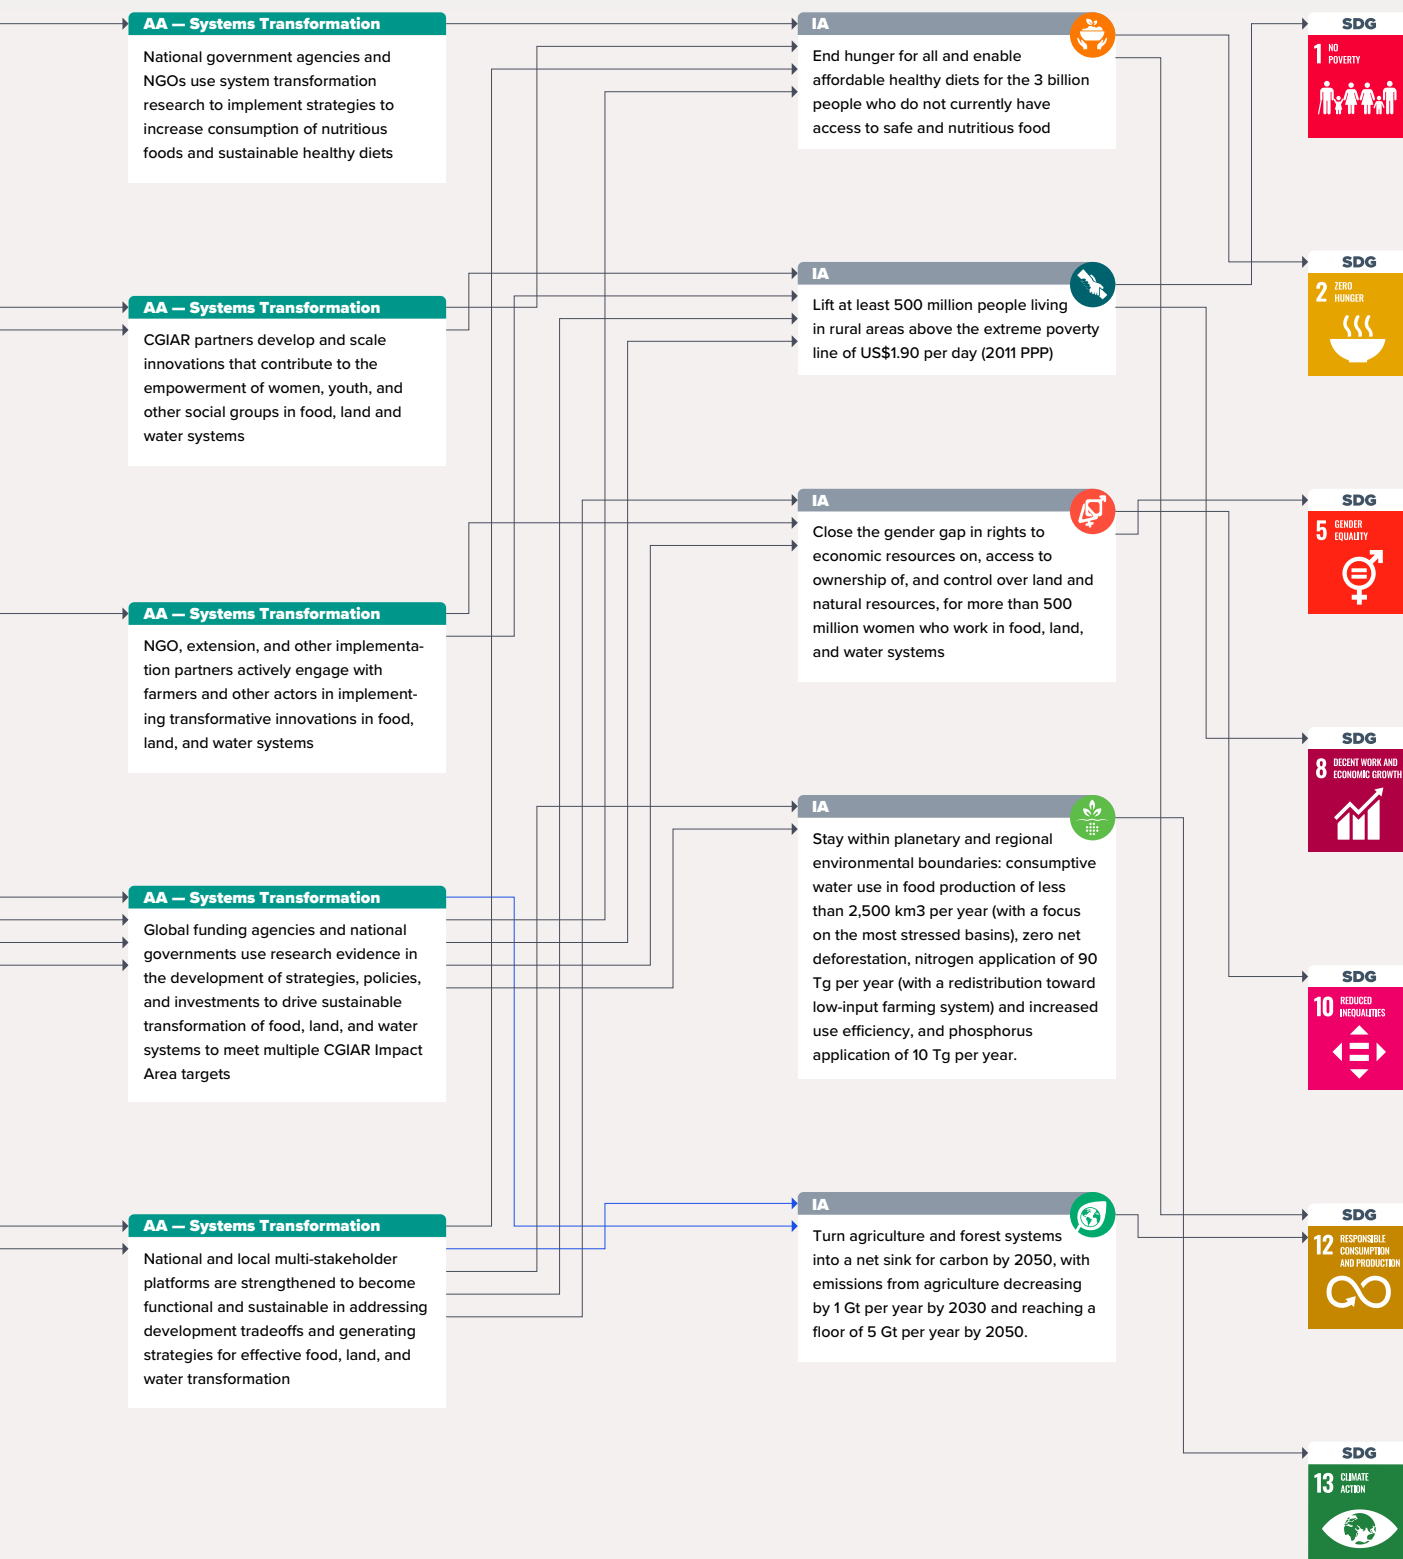 AA — Systems Transformation
National government agencies and
NGOs use system transformation
research to implement strategies to
increase consumption of nutritious
foods and sustainable healthy diets
AA — Systems Transformation
CGIAR partners develop and scale
innovations that contribute to the
empowerment of women, youth, and
other social groups in food, land and
water systems
AA — Systems Transformation
NGO, extension, and other implementa-
tion partners actively engage with
farmers and other actors in implement-
ing transformative innovations in food,
land, and water systems
AA — Systems Transformation
Global funding agencies and national
governments use research evidence in
the development of strategies, policies,
and investments to drive sustainable
transformation of food, land, and water
systems to meet multiple CGIAR Impact
Area targets
AA — Systems Transformation
National and local multi-stakeholder
platforms are strengthened to become
functional and sustainable in addressing
development tradeoffs and generating
strategies for effective food, land, and
water transformation
IA
End hunger for all and enable
affordable healthy diets for the 3 billion
people who do not currently have
access to safe and nutritious food
IA
Lift at least 500 million people living
in rural areas above the extreme poverty
line of US$1.90 per day (2011 PPP)
IA
Close the gender gap in rights to
economic resources on, access to
ownership of, and control over land and
natural resources, for more than 500
million women who work in food, land,
and water systems
IA
Stay within planetary and regional
environmental boundaries: consumptive
water use in food production of less
than 2,500 km3 per year (with a focus
on the most stressed basins), zero net
deforestation, nitrogen application of 90
Tg per year (with a redistribution toward
low-input farming system) and increased
use efficiency, and phosphorus
application of 10 Tg per year.
IA
Turn agriculture and forest systems
into a net sink for carbon by 2050, with
emissions from agriculture decreasing
by 1 Gt per year by 2030 and reaching a
floor of 5 Gt per year by 2050.
SDG
1 NO
POVERTY
SDG
2 ZERO
HUNGER
SDG
5 GENDER
EQUALITY
SDG
8 DECENT WORK AND
ECONOMIC GROWTH
SDG
10 REDUCED
INEQUALITIES
SDG
12 RESPONSIBLE
CONSUMPTION
AND PRODUCTION
SDG
13 CLIMATE
ACTION